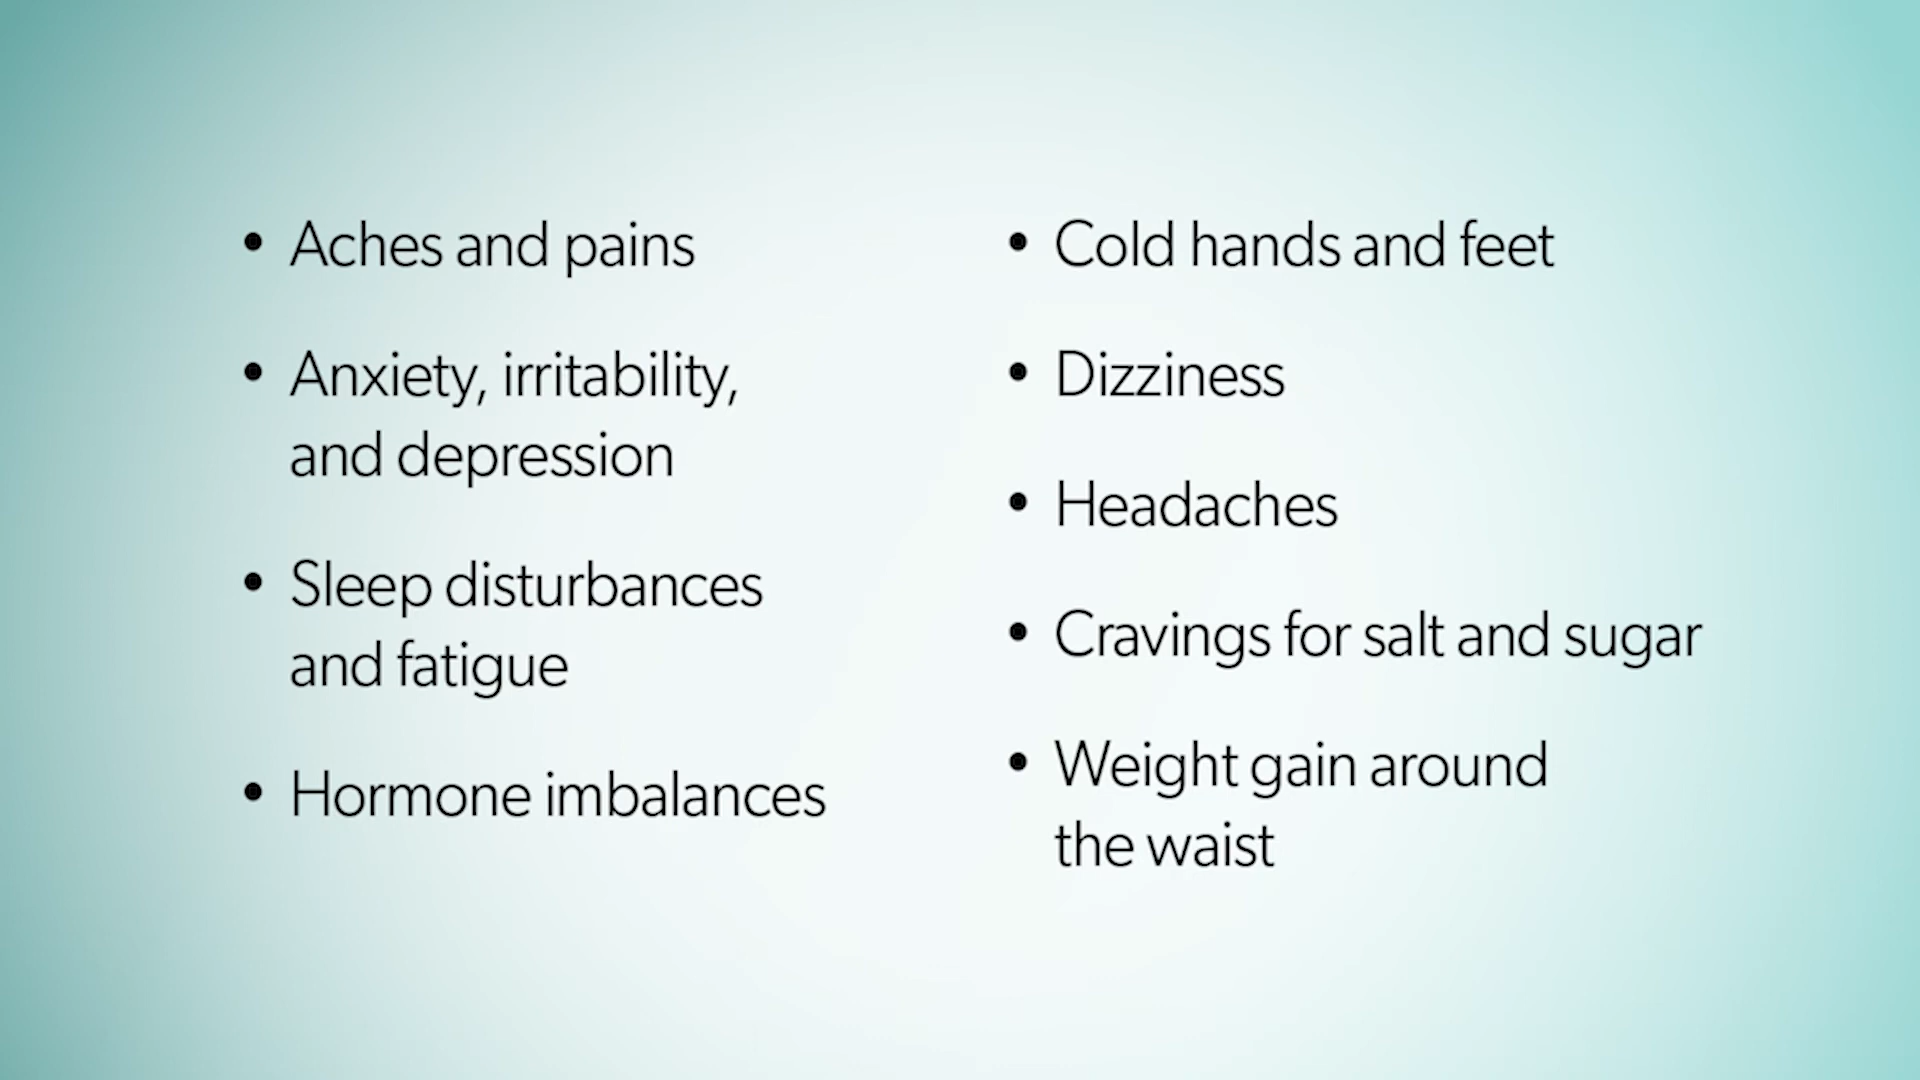 • Aches and pains
• Anxiety, irritability,
and depression
• Sleep disturbances
and fatigue
• Hormone imbalances
• Cold hands and feet
• Dizziness
• Headaches
• Cravings for salt and sugar
• Weight gain around
the waist